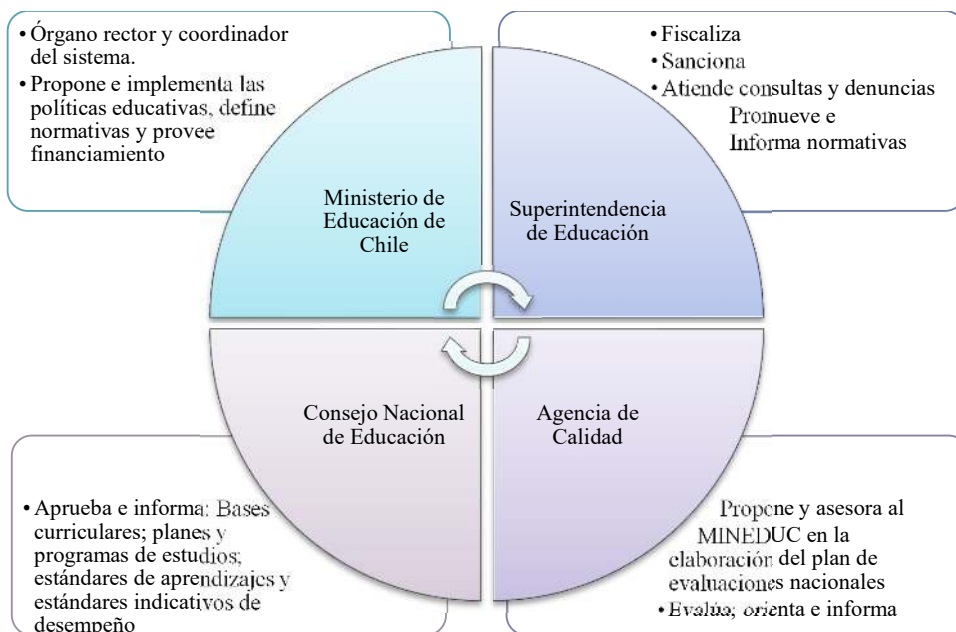 • Órgano rector y coordinador
del sistema.
• Propone e implementa las
políticas educativas, define
normativas y provee
financiamiento
• Fiscaliza
• Sanciona
• Atiende consultas y denuncias
Promueve e
Informa normativas
Ministerio de
Educación de
Chile
Superintendencia
de Educación
Consejo Nacional
de Educación
Agencia de
Calidad
• Aprueba e informa: Bases
curriculares; planes y
programas de estudios;
estándares de aprendizajes y
estándares indicativos de
desempeño
Propone y asesora al
MINEDUC en la
elaboración del plan de
evaluaciones nacionales
• Evalúa; orienta e informa